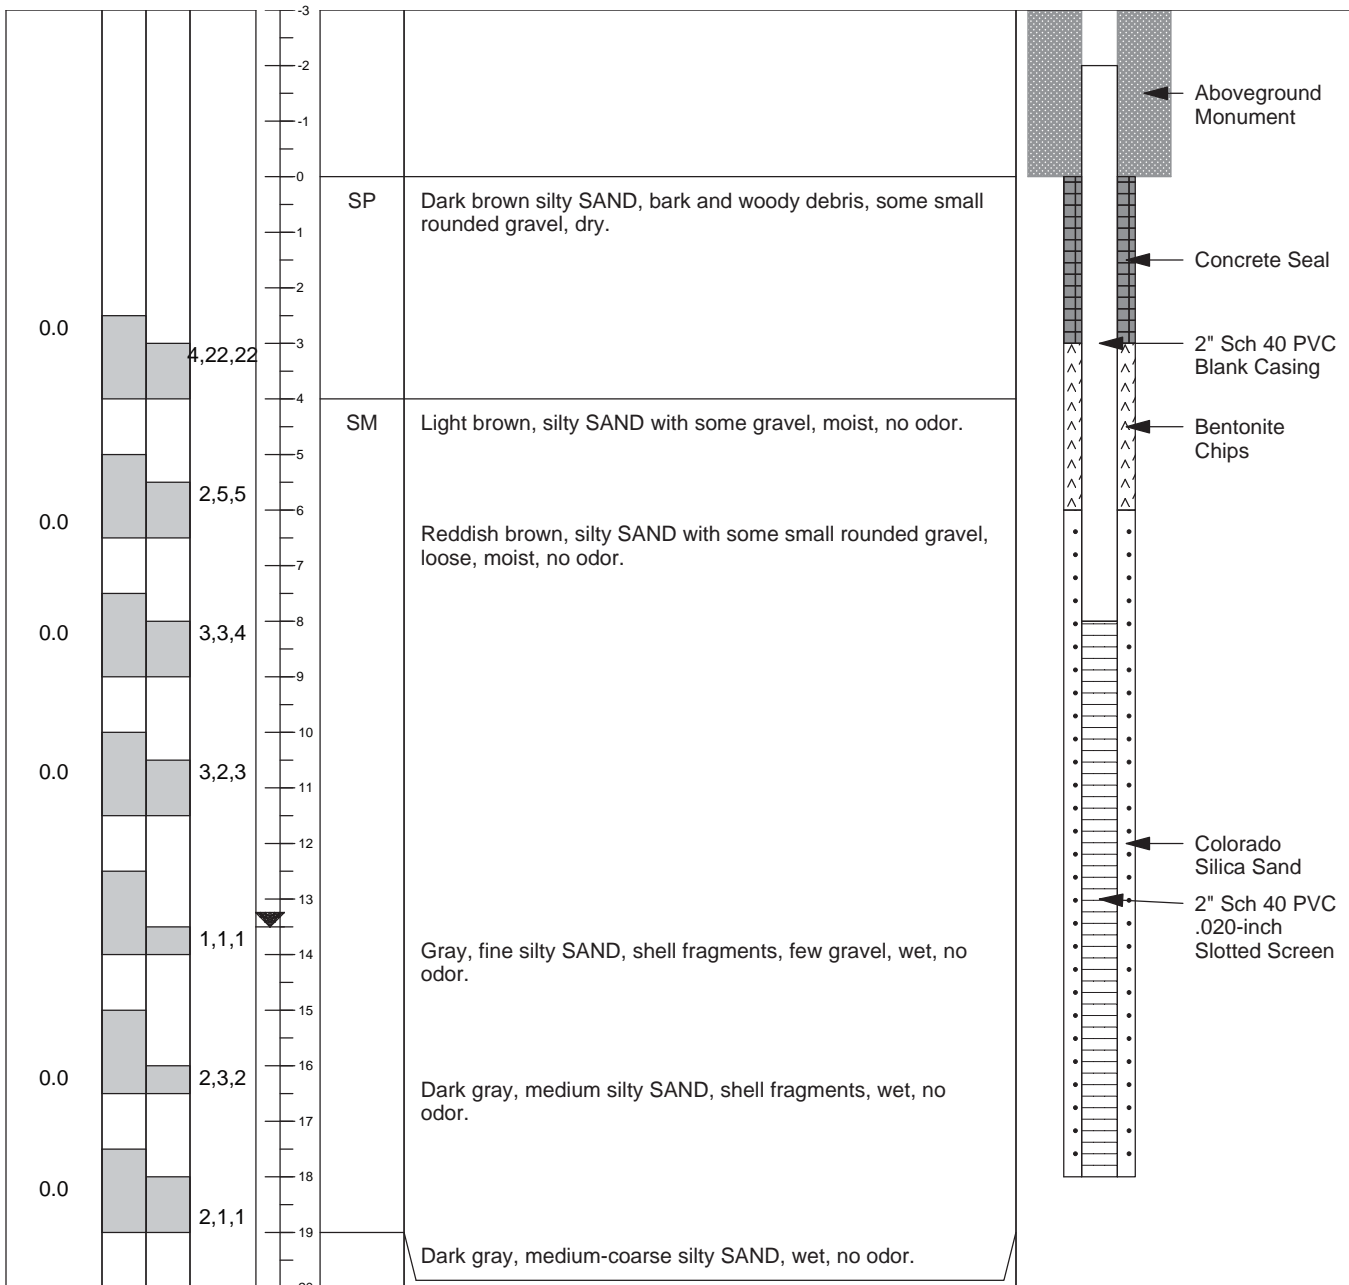 -3
-2
-1
0
1
2
3
4
5
6
7
8
9
10
11
12
13
14
15
16
17
18
19
20
0.0
0.0
0.0
0.0
0.0
0.0
4,22,22
2,5,5
3,3,4
3,2,3
1,1,1
2,3,2
2,1,1
SP
Dark brown silty SAND, bark and woody debris, some small
rounded gravel, dry.
SM
Light brown, silty SAND with some gravel, moist, no odor.
Reddish brown, silty SAND with some small rounded gravel,
loose, moist, no odor.
Gray, fine silty SAND, shell fragments, few gravel, wet, no
odor.
Dark gray, medium silty SAND, shell fragments, wet, no
odor.
Dark gray, medium-coarse silty SAND, wet, no odor.
Aboveground
Monument
Concrete Seal
2" Sch 40 PVC
Blank Casing
Bentonite
Chips
Colorado
Silica Sand
2" Sch 40 PVC
.020-inch
Slotted Screen